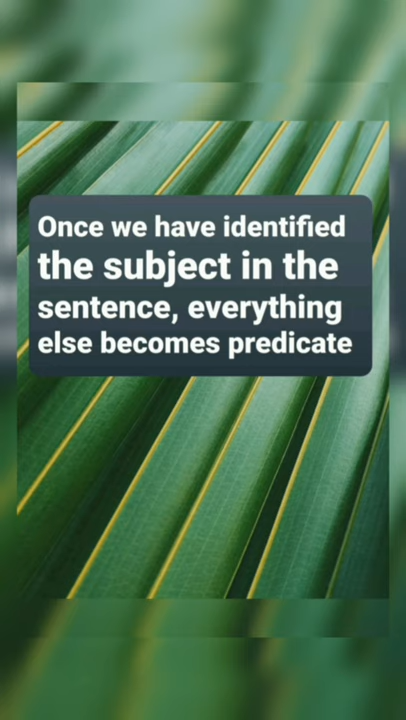 Once we have identified
the subject in the
sentence, everything
else becomes predicate